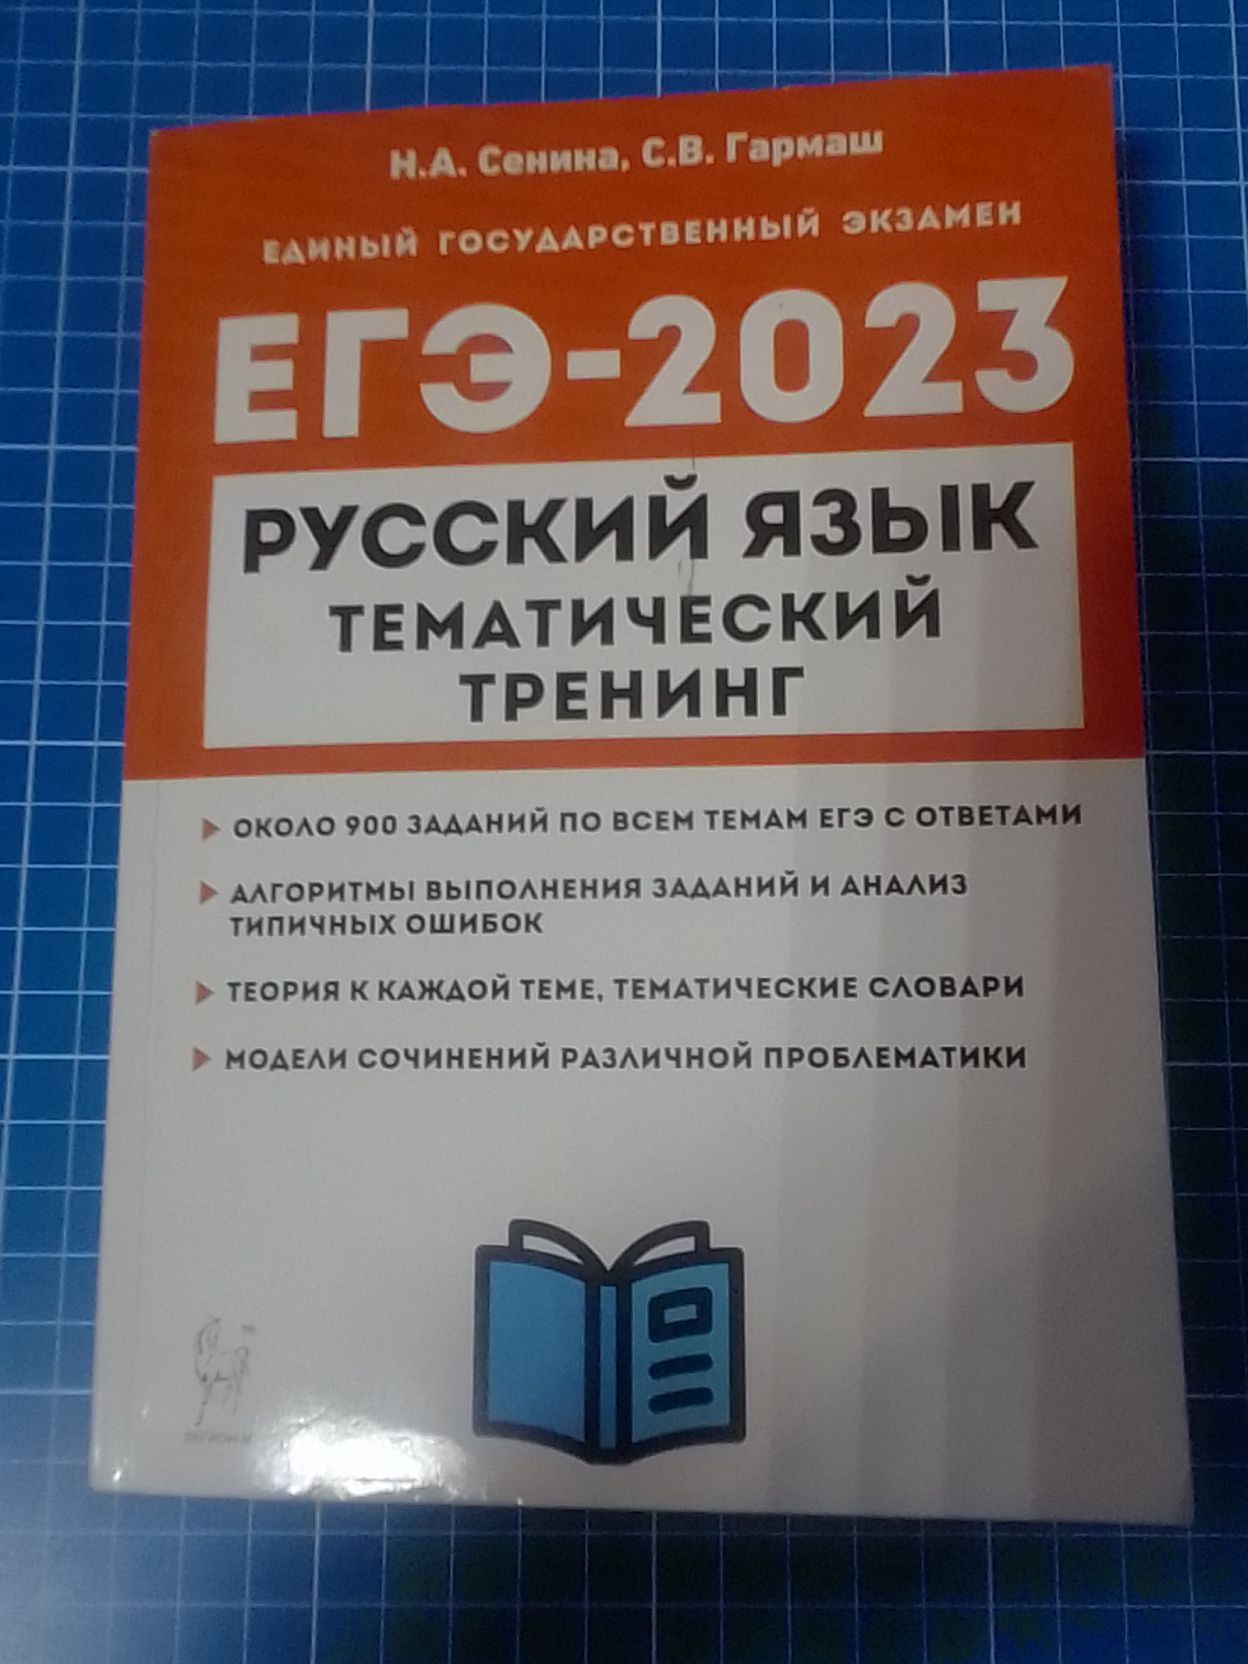 Н.А. Сенина, С.В. Гармаш
ЕДИНЫЙ ГОСУДАРСТВЕННЫЙ ЭКЗАМЕН
ЕГЭ-2023
РУССКИЙ ЯЗЫК
ТЕМАТИЧЕСКИЙ
ТРЕНИНГ
ОКОЛО 900 ЗАДАНИЙ ПО ВСЕМ ТЕМАМ ЕГЭ С ОТВЕТАМИ
АЛГОРИТМЫ ВЫПОЛНЕНИЯ ЗАДАНИЙ И АНАЛИЗ
ТИПИЧНЫХ ОШИБОК
ТЕОРИЯ К КАЖДОЙ ТЕМЕ, ТЕМАТИЧЕСКИЕ СЛОВАРИ
МОДЕЛИ СОЧИНЕНИЙ РАЗЛИЧНОЙ ПРОБЛЕМАТИКИ